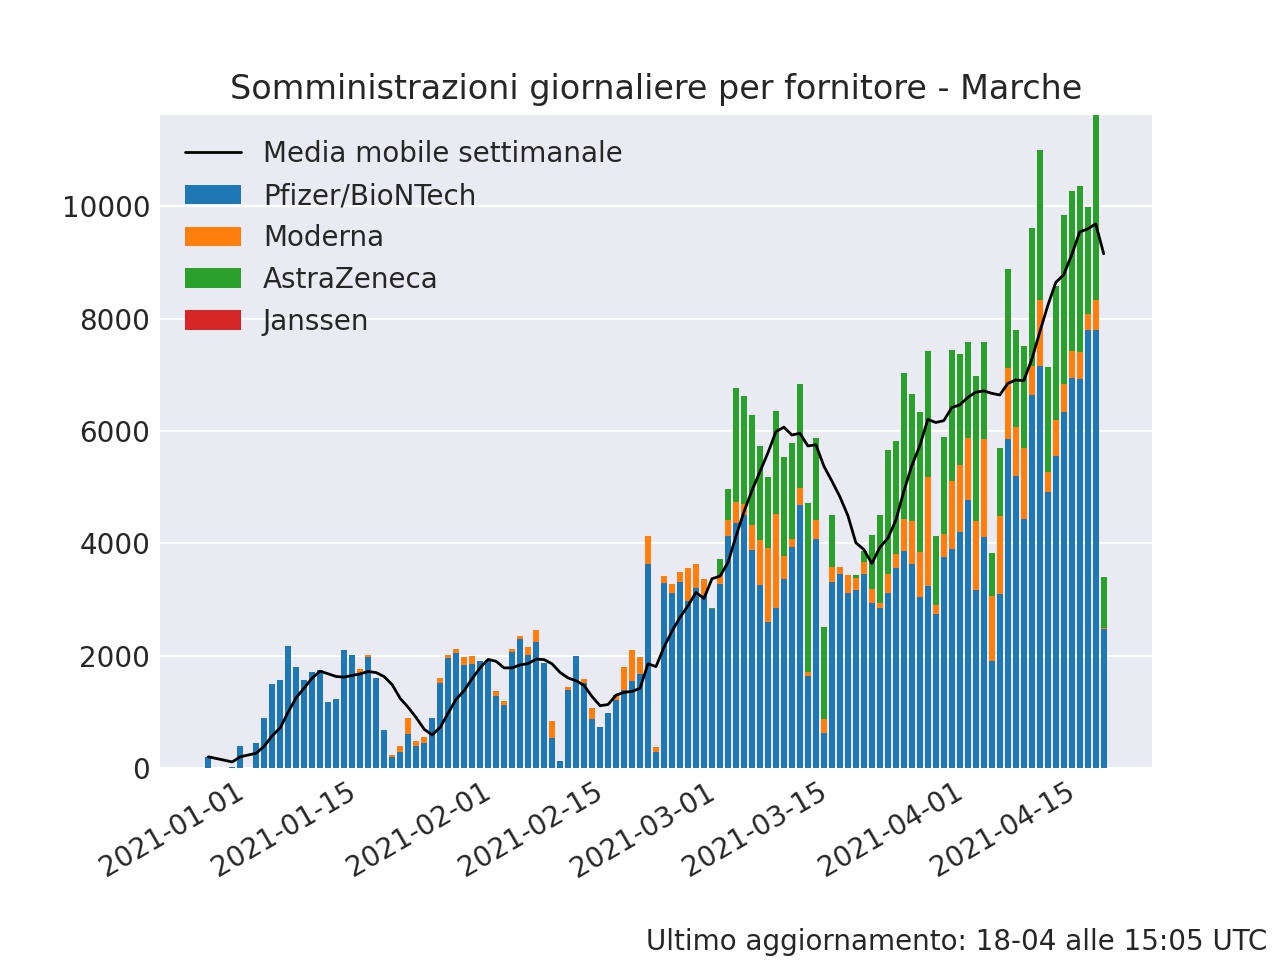 Somministrazioni giornaliere per fornitore - Marche
Media mobile settimanale
Pfizer/BioNTech
Moderna
AstraZeneca
Janssen
10000
8000
6000
4000
2000
0
2021-01-01
2021-01-15
2021-02-01
2021-02-15
2021-03-01
2021-03-15
2021-04-01
2021-04-15
Ultimo aggiornamento: 18-04 alle 15:05 UTC